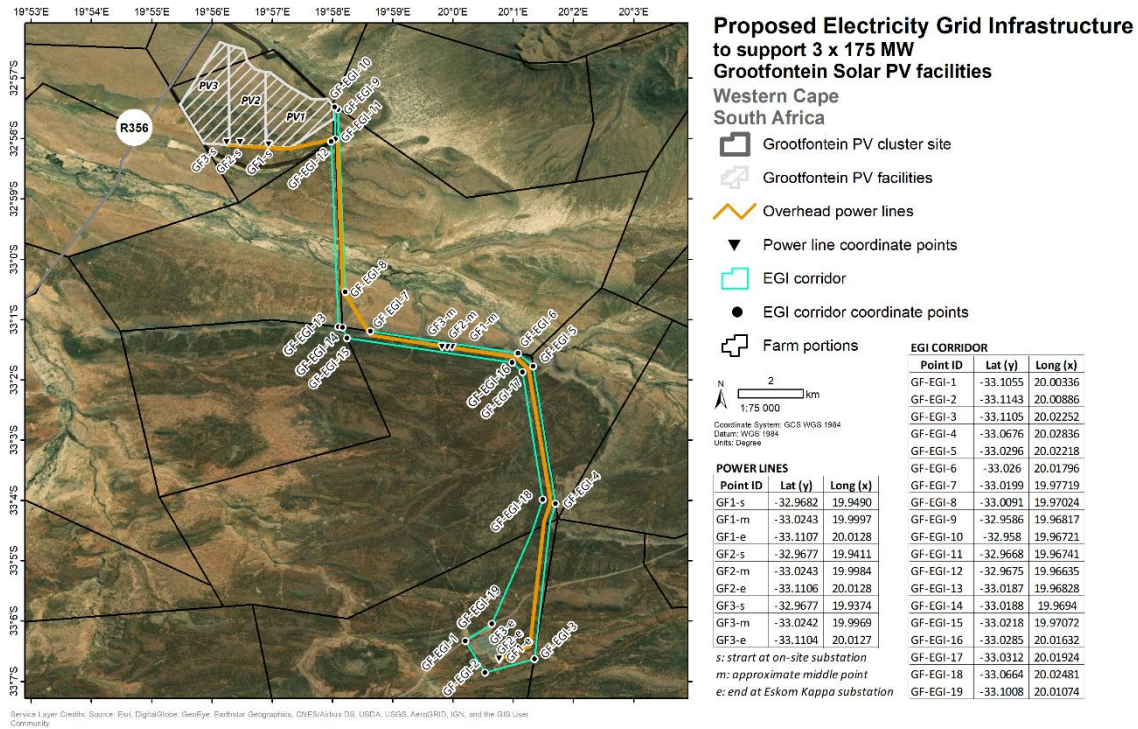 19°53'E 19°54'E 19°55'E 19°56'E 19°57'E 19°58'E 19°59'E 20°0'E 20°1'E 20°2'E 20°3'E
32°57'S
32°58'S
32°59'S
33°0'S
33°1'S
33°2'S
33°3'S
33°4'S
33°5'S
33°6'S
33°7'S
R356
PV3
PV2
PV1
GF3-s
GF2-s
GF1-s
GF-EGI-10
GF-EGI-9
GF-EGI-11
GF-EGI-12
GF-EGI-8
GF-EGI-7
GF-EGI-13
GF-EGI-14
GF-EGI-15
GF3-m
GF2-m
GF1-m
GF-EGI-6
GF-EGI-5
GF-EGI-16
GF-EGI-17
GF-EGI-18
GF-EGI-4
GF-EGI-19
GF-EGI-1
GF3-e
GF2-e
GF1-e
GF-EGI-2
GF-EGI-3
Service Layer Credits: Source: Esri, DigitalGlobe, GeoEye, Earthstar Geographics, CNES/Airbus DS, USDA, USGS, AeroGRID, IGN, and the GIS User
Community
Proposed Electricity Grid Infrastructure
to support 3 x 175 MW
Grootfontein Solar PV facilities
Western Cape
South Africa
Grootfontein PV cluster site
Grootfontein PV facilities
Overhead power lines
Power line coordinate points
EGI corridor
EGI corridor coordinate points
Farm portions
N
2
km
1:75 000
Coordinate System: GCS WGS 1984
Datum: WGS 1984
Units: Degree
POWER LINES
Point ID Lat (y) Long (x)
GF1-s -32.9682 19.9490
GF1-m -33.0243 19.9997
GF1-e -33.1107 20.0128
GF2-s -32.9677 19.9411
GF2-m -33.0243 19.9984
GF2-e -33.1106 20.0128
GF3-s -32.9677 19.9374
GF3-m -33.0242 19.9969
GF3-e -33.1104 20.0127
s: strart at on-site substation
m: approximate middle point
e: end at Eskom Kappa substation
EGI CORRIDOR
Point ID Lat (y) Long (x)
GF-EGI-1 -33.1055 20.00336
GF-EGI-2 -33.1143 20.00886
GF-EGI-3 -33.1105 20.02252
GF-EGI-4 -33.0676 20.02836
GF-EGI-5 -33.0296 20.02218
GF-EGI-6 -33.026 20.01796
GF-EGI-7 -33.0199 19.97719
GF-EGI-8 -33.0091 19.97024
GF-EGI-9 -32.9586 19.96817
GF-EGI-10 -32.958 19.96721
GF-EGI-11 -32.9668 19.96741
GF-EGI-12 -32.9675 19.96635
GF-EGI-13 -33.0187 19.96828
GF-EGI-14 -33.0188 19.9694
GF-EGI-15 -33.0218 19.97072
GF-EGI-16 -33.0285 20.01632
GF-EGI-17 -33.0312 20.01924
GF-EGI-18 -33.0664 20.02481
GF-EGI-19 -33.1008 20.01074